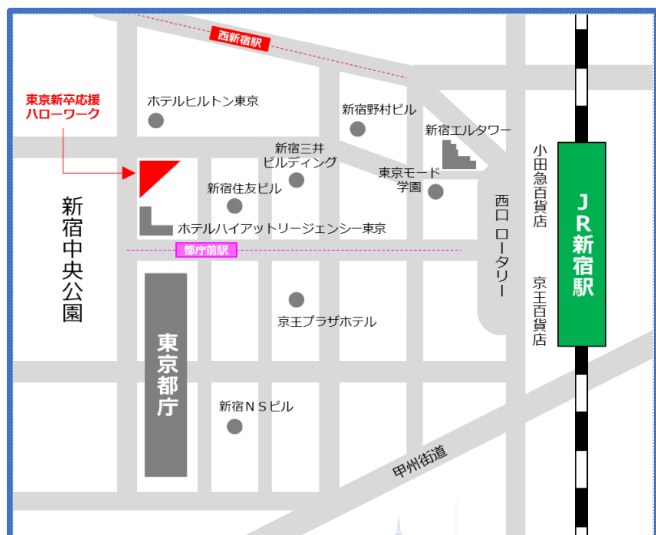 西新宿駅
東京新卒応援
ハローワーク
ホテルヒルトン東京
新宿野村ビル
新宿エルタワー
新宿三井
ビルディング
東京モード
学園
新宿住友ビル
小田急百貨店
JR新宿駅
新宿中央公園
ホテルハイアットリージェンシー東京
西口 ロータリー
都庁前駅
京王百貨店
京王プラザホテル
東京都庁
新宿NSビル
甲州街道